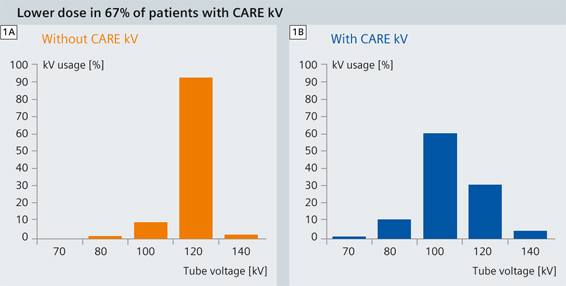 Lower dose in 67% of patients with CARE kV
1A
Without CARE kV
kV usage [%]
100
90
80
70
60
50
40
30
20
10
0
70 80 100 120 140
Tube voltage [kV]
1B
With CARE kV
kV usage [%]
100
90
80
70
60
50
40
30
20
10
0
70 80 100 120 140
Tube voltage [kV]